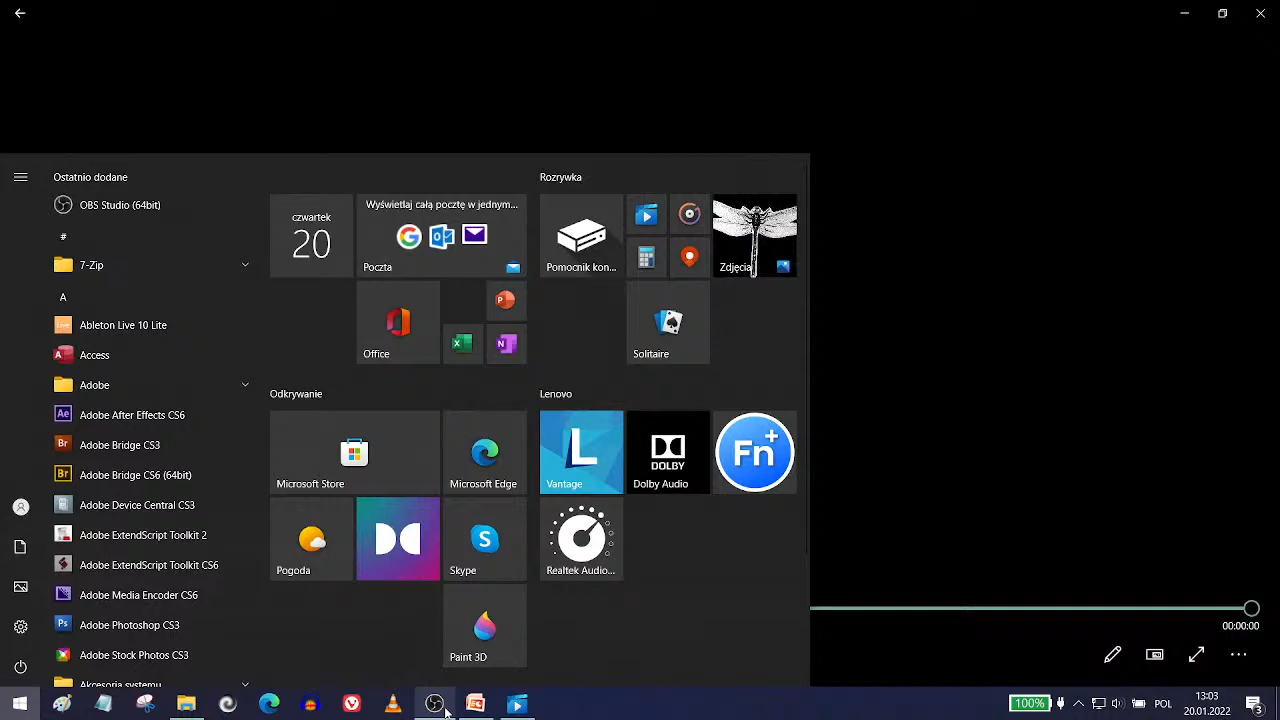 Ostatnio dodane
OBS Studio (64bit)
#
7-Zip
A
Ableton Live 10 Lite
Access
Adobe
Adobe After Effects CS6
Adobe Bridge CS3
Adobe Bridge CS6 (64bit)
Adobe Device Central CS3
Adobe ExtendScript Toolkit 2
Adobe ExtendScript Toolkit CS6
Adobe Media Encoder CS6
Adobe Photoshop CS3
Adobe Stock Photos CS3
Akcesoria systemu
czwartek
20
Wyświetlaj całą pocztę w jednym...
Poczta
Office
Odkrywanie
Microsoft Store
Microsoft Edge
Pogoda
Skype
Paint 3D
Rozrywka
Pomocnik kon...
Zdjęcia
Solitaire
Lenovo
L
Vantage
DOLBY
Dolby Audio
Fn+
Realtek Audio...
00:00:00
100%
POL
13:03
20.01.2022
3